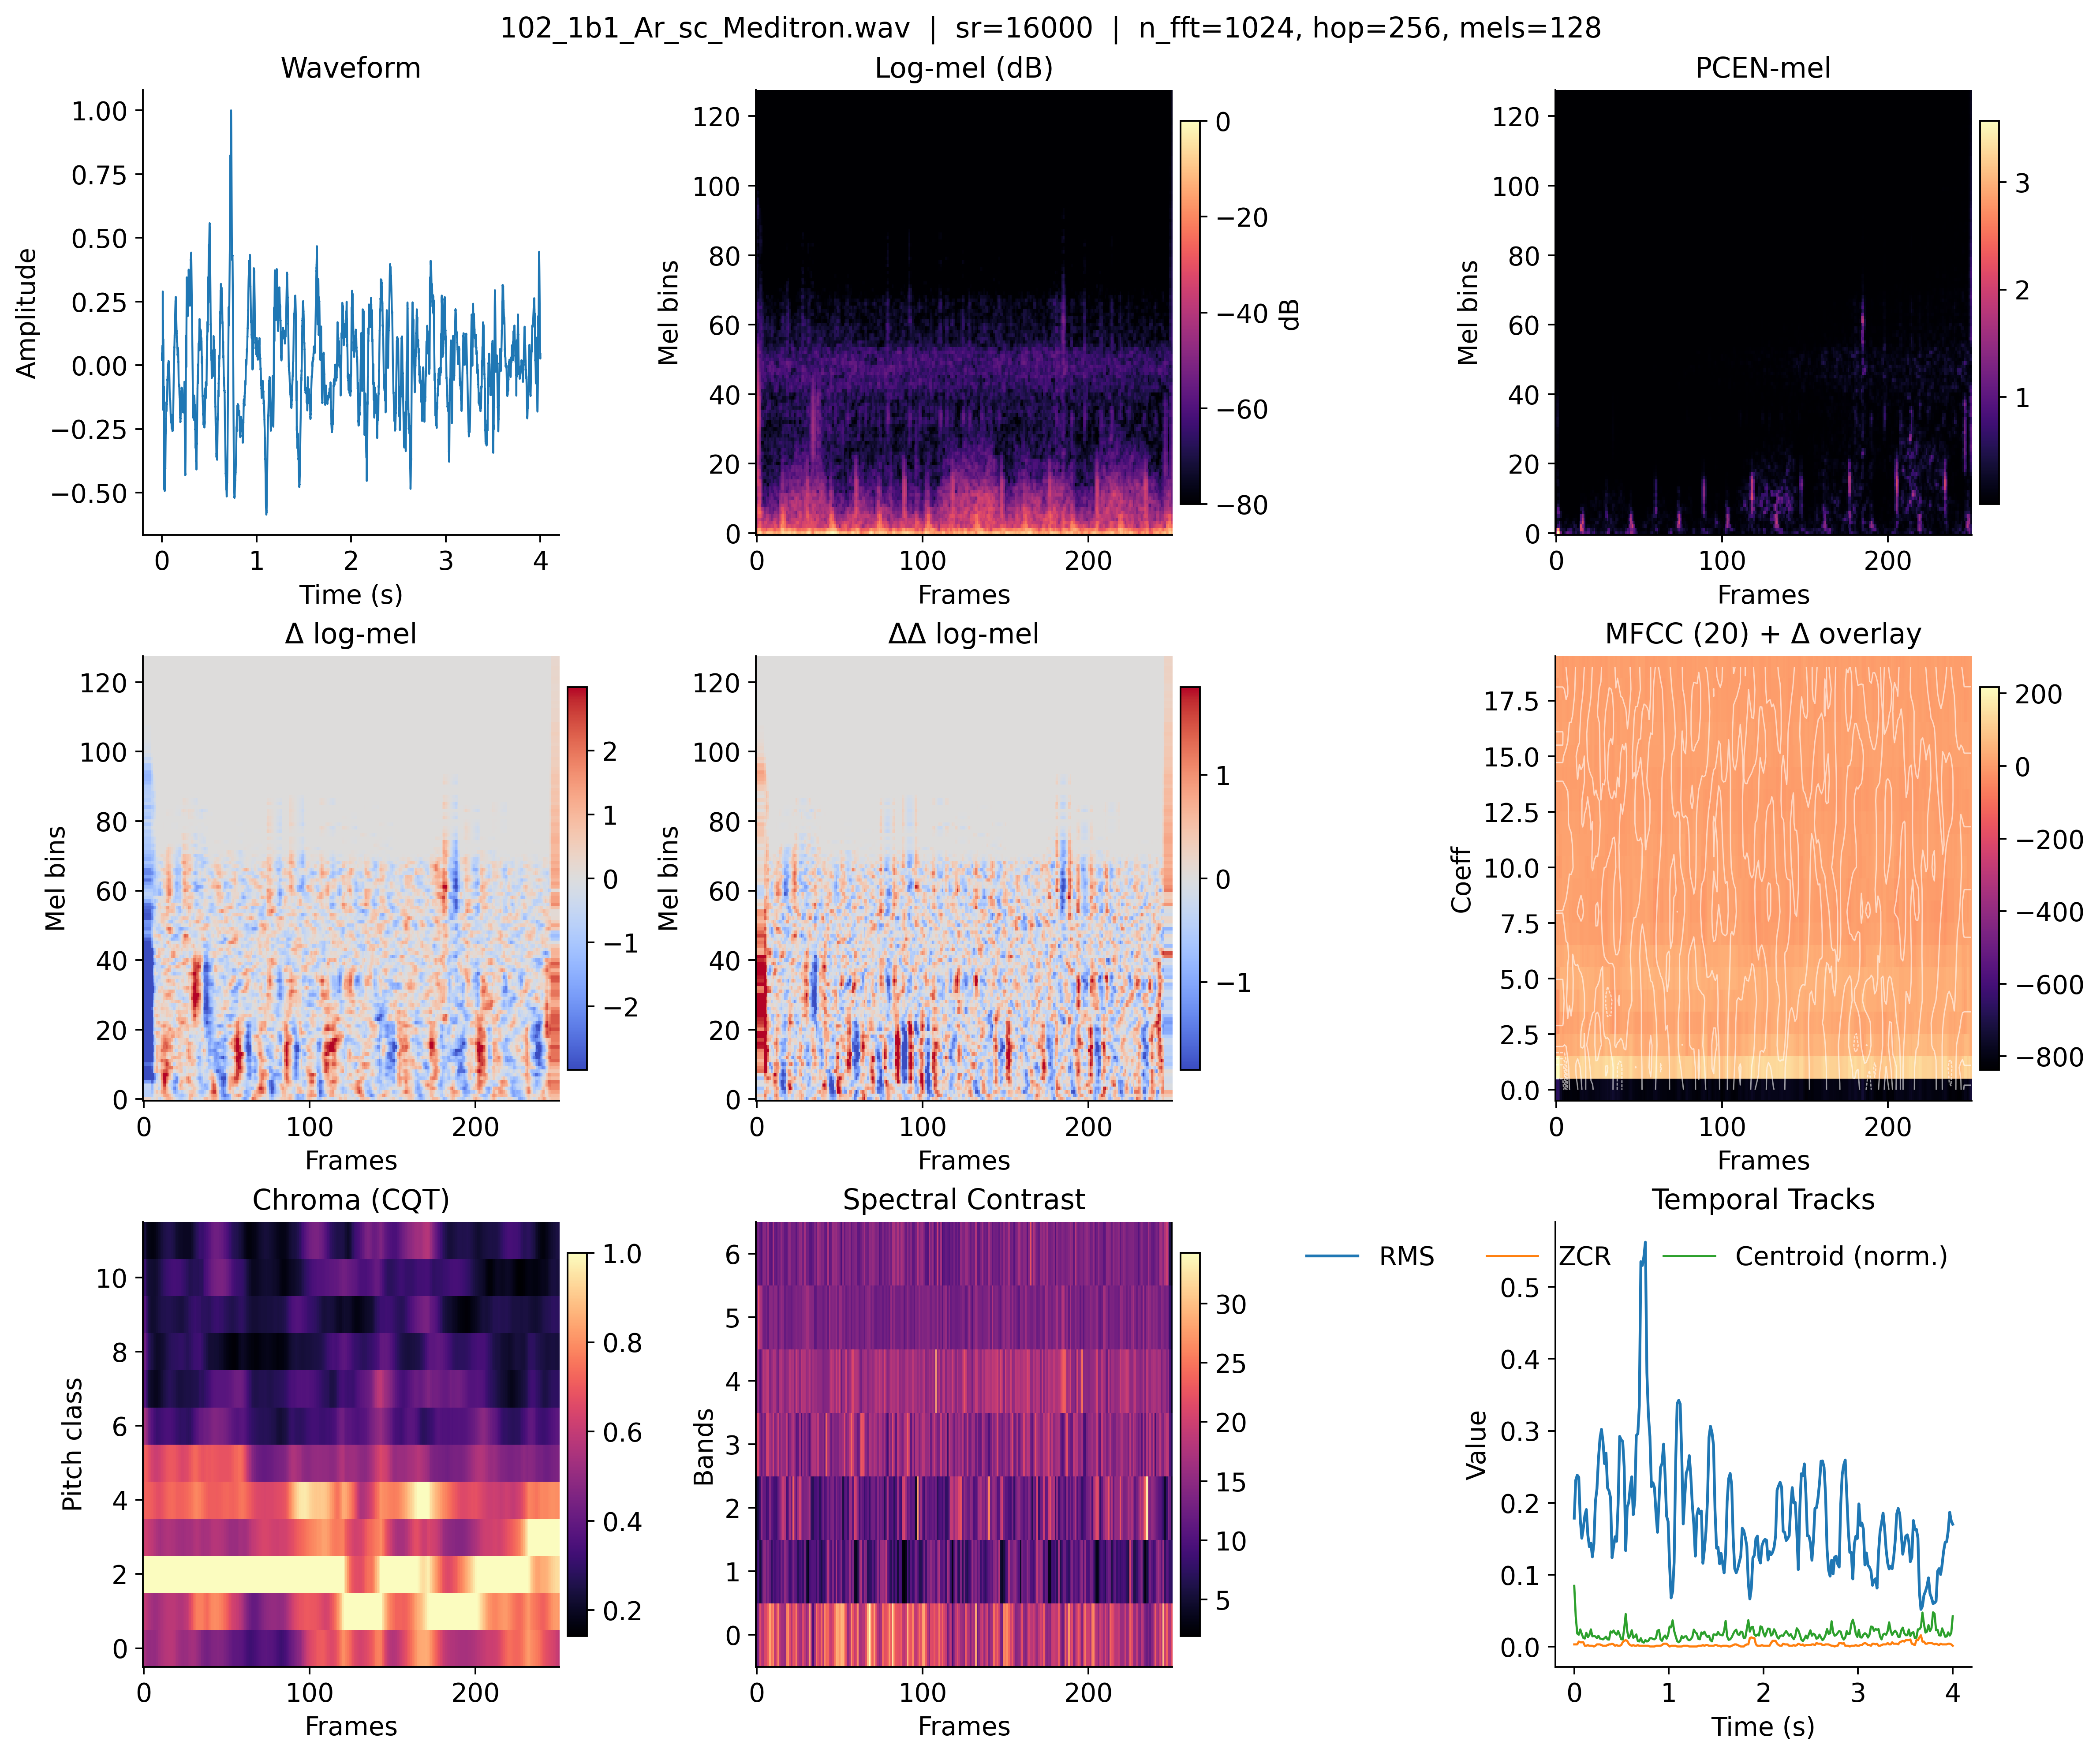 102_1b1_Ar_sc_Meditron.wav | sr=16000 | n_fft=1024, hop=256, mels=128
Waveform
1.00
0.75
0.50
0.25
0.00
−0.25
−0.50
Amplitude
0 1 2 3 4
Time (s)
Log-mel (dB)
120
100
80
60
40
20
0
Mel bins
0 100 200
Frames
0
−20
−40
−60
−80
dB
PCEN-mel
120
100
80
60
40
20
0
Mel bins
0 100 200
Frames
3
2
1
Δ log-mel
120
100
80
60
40
20
0
Mel bins
0 100 200
Frames
2
1
0
−1
−2
ΔΔ log-mel
120
100
80
60
40
20
0
Mel bins
0 100 200
Frames
1
0
−1
MFCC (20) + Δ overlay
17.5
15.0
12.5
10.0
7.5
5.0
2.5
0.0
Coeff
0 100 200
Frames
200
0
−200
−400
−600
−800
Chroma (CQT)
10
8
6
4
2
0
Pitch class
0 100 200
Frames
1.0
0.8
0.6
0.4
0.2
Spectral Contrast
6
5
4
3
2
1
0
Bands
0 100 200
Frames
30
25
20
15
10
5
Temporal Tracks
RMS ZCR Centroid (norm.)
0.5
0.4
0.3
0.2
0.1
0.0
Value
0 1 2 3 4
Time (s)